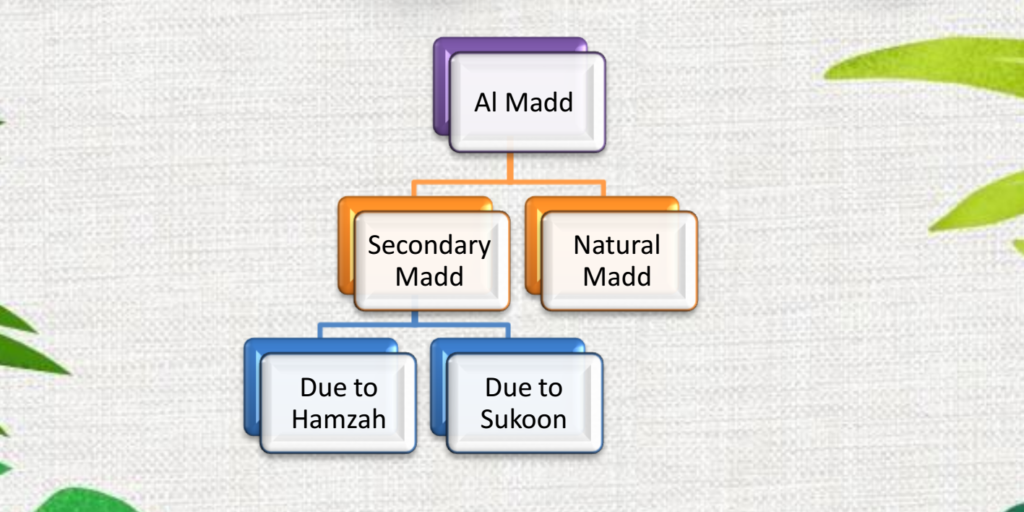 Al Madd
Secondary
Madd
Natural
Madd
Due to
Hamzah
Due to
Sukoon